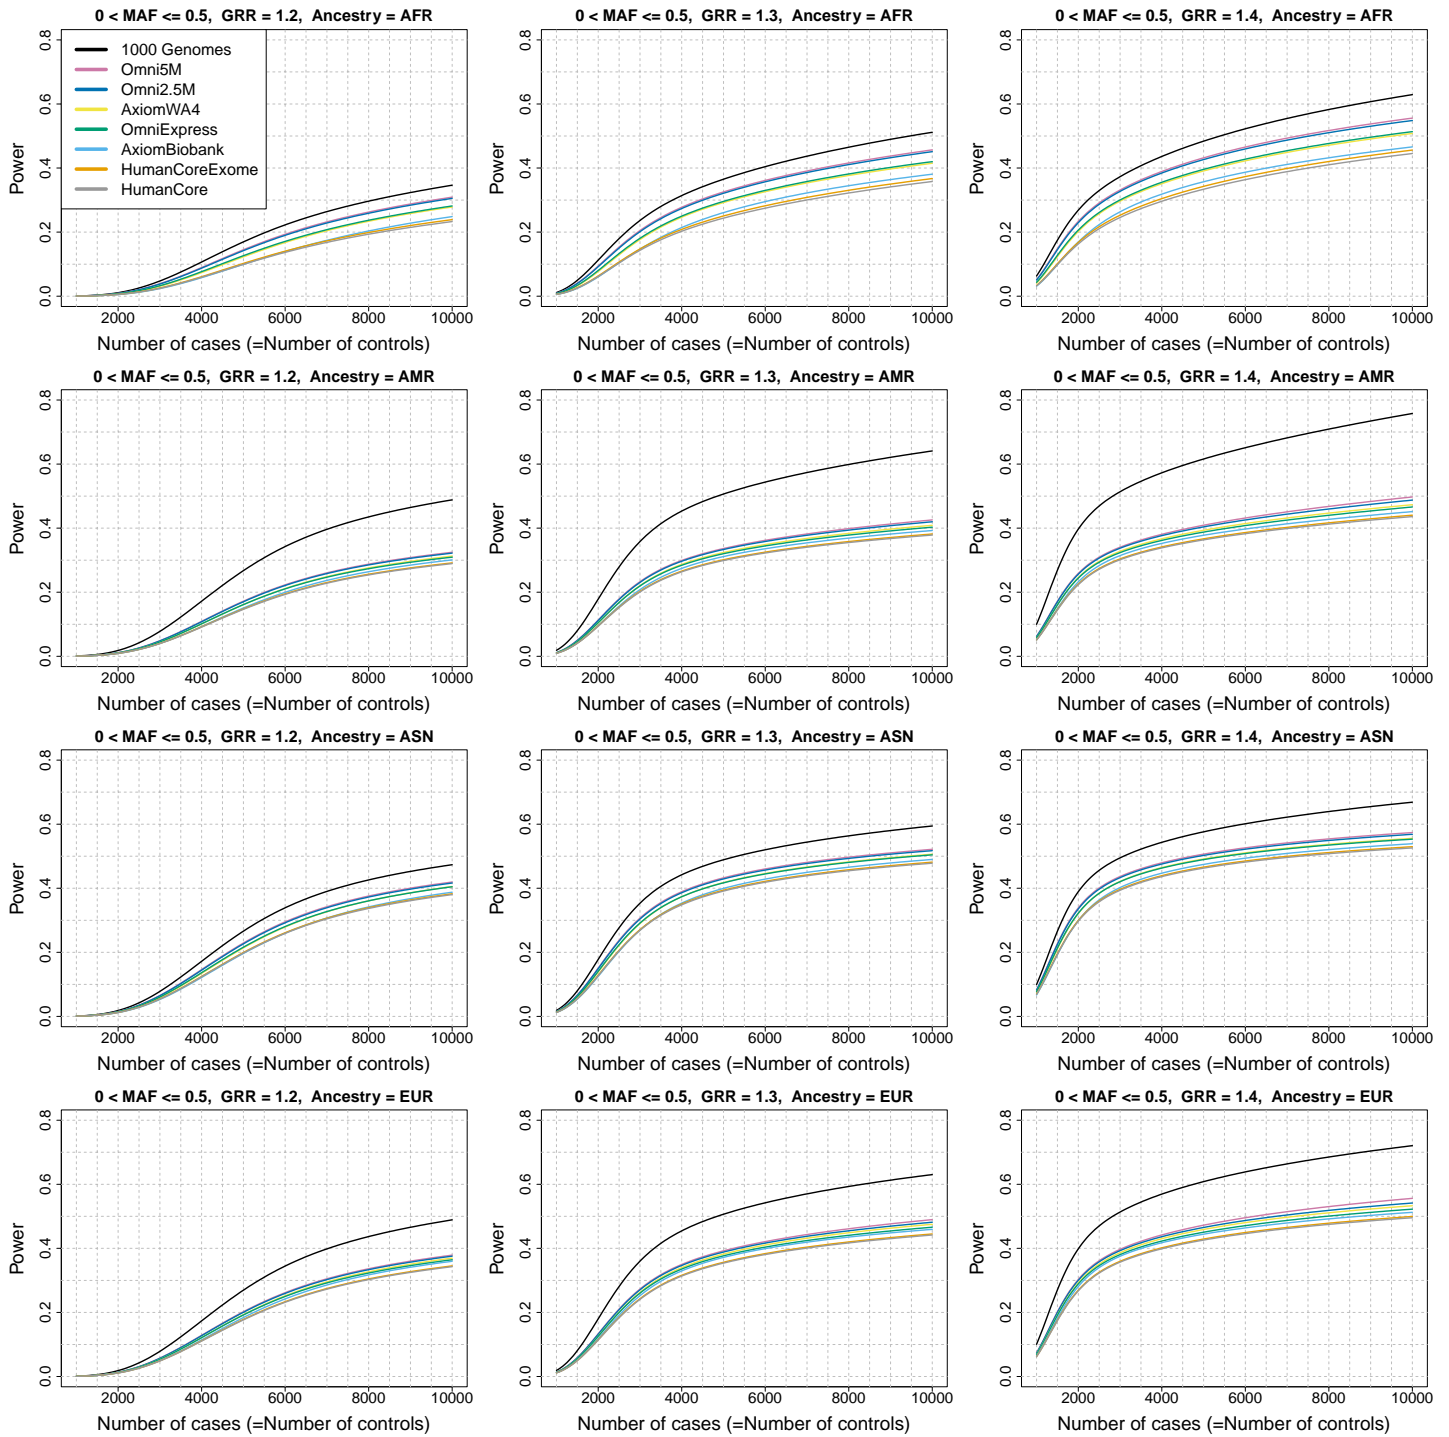 0 < MAF <= 0.5,  GRR = 1.2,  Ancestry = AFR
Power
0.8
0.6
0.4
0.2
0.0
1000 Genomes
Omni5M
Omni2.5M
AxiomWA4
OmniExpress
AxiomBiobank
HumanCoreExome
HumanCore
2000 4000 6000 8000 10000
Number of cases (=Number of controls)
0 < MAF <= 0.5,  GRR = 1.3,  Ancestry = AFR
Power
0.8
0.6
0.4
0.2
0.0
2000 4000 6000 8000 10000
Number of cases (=Number of controls)
0 < MAF <= 0.5,  GRR = 1.4,  Ancestry = AFR
Power
0.8
0.6
0.4
0.2
0.0
2000 4000 6000 8000 10000
Number of cases (=Number of controls)
0 < MAF <= 0.5,  GRR = 1.2,  Ancestry = AMR
Power
0.8
0.6
0.4
0.2
0.0
2000 4000 6000 8000 10000
Number of cases (=Number of controls)
0 < MAF <= 0.5,  GRR = 1.3,  Ancestry = AMR
Power
0.8
0.6
0.4
0.2
0.0
2000 4000 6000 8000 10000
Number of cases (=Number of controls)
0 < MAF <= 0.5,  GRR = 1.4,  Ancestry = AMR
Power
0.8
0.6
0.4
0.2
0.0
2000 4000 6000 8000 10000
Number of cases (=Number of controls)
0 < MAF <= 0.5,  GRR = 1.2,  Ancestry = ASN
Power
0.8
0.6
0.4
0.2
0.0
2000 4000 6000 8000 10000
Number of cases (=Number of controls)
0 < MAF <= 0.5,  GRR = 1.3,  Ancestry = ASN
Power
0.8
0.6
0.4
0.2
0.0
2000 4000 6000 8000 10000
Number of cases (=Number of controls)
0 < MAF <= 0.5,  GRR = 1.4,  Ancestry = ASN
Power
0.8
0.6
0.4
0.2
0.0
2000 4000 6000 8000 10000
Number of cases (=Number of controls)
0 < MAF <= 0.5,  GRR = 1.2,  Ancestry = EUR
Power
0.8
0.6
0.4
0.2
0.0
2000 4000 6000 8000 10000
Number of cases (=Number of controls)
0 < MAF <= 0.5,  GRR = 1.3,  Ancestry = EUR
Power
0.8
0.6
0.4
0.2
0.0
2000 4000 6000 8000 10000
Number of cases (=Number of controls)
0 < MAF <= 0.5,  GRR = 1.4,  Ancestry = EUR
Power
0.8
0.6
0.4
0.2
0.0
2000 4000 6000 8000 10000
Number of cases (=Number of controls)